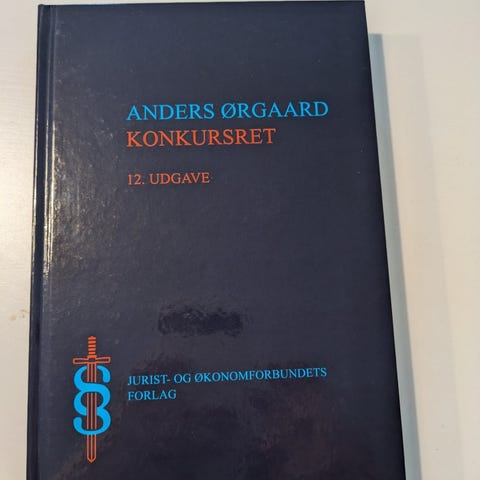 ANDERS ØRGAARD
KONKURSRET
12. UDGAVE
JURIST- OG ØKONOMFORBUNDETS
FORLAG